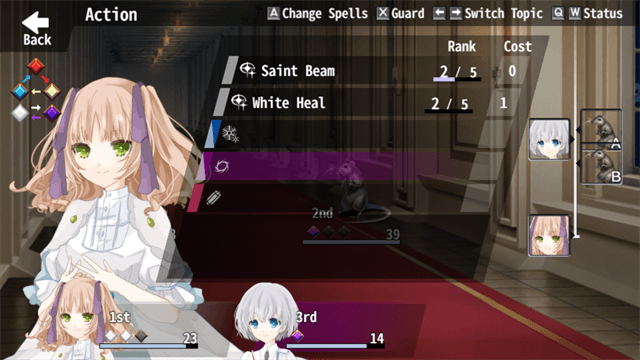 Back
Action
A Change Spells X Guard ← → Switch Topic Q W Status
Rank Cost
Saint Beam 2 / 5 0
White Heal 2 / 5 1
A
B
2nd
39
1st
23
3rd
14